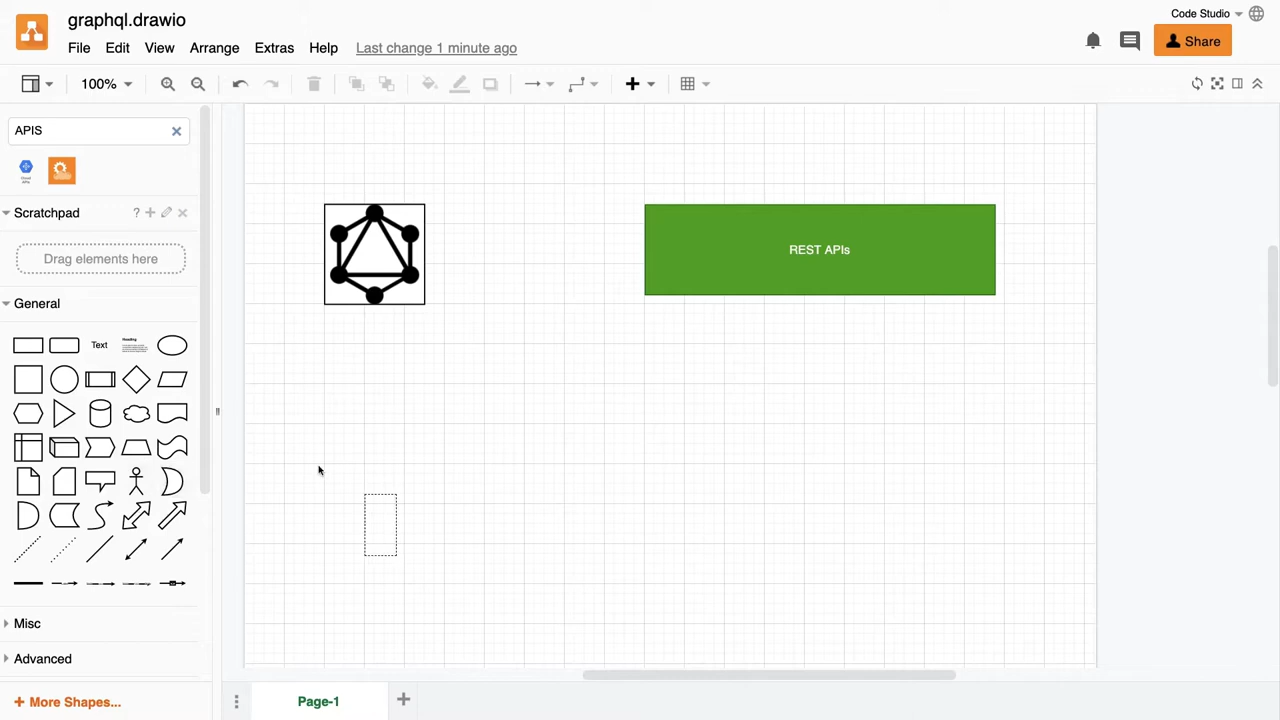 graphql.drawio
Code Studio
File Edit View Arrange Extras Help Last change 1 minute ago
Share
100%
APIS
Scratchpad
?
Drag elements here
General
Text
Heading
REST APIs
Misc
Advanced
+ More Shapes...
Page-1